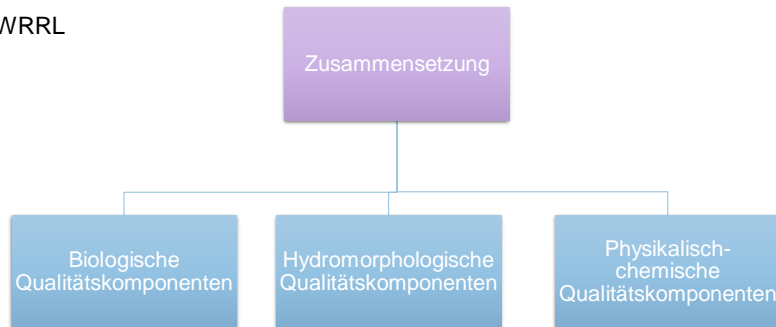 WRRL
Zusammensetzung
Biologische
Qualitätskomponenten
Hydromorphologische
Qualitätskomponenten
Physikalisch-
chemische
Qualitätskomponenten